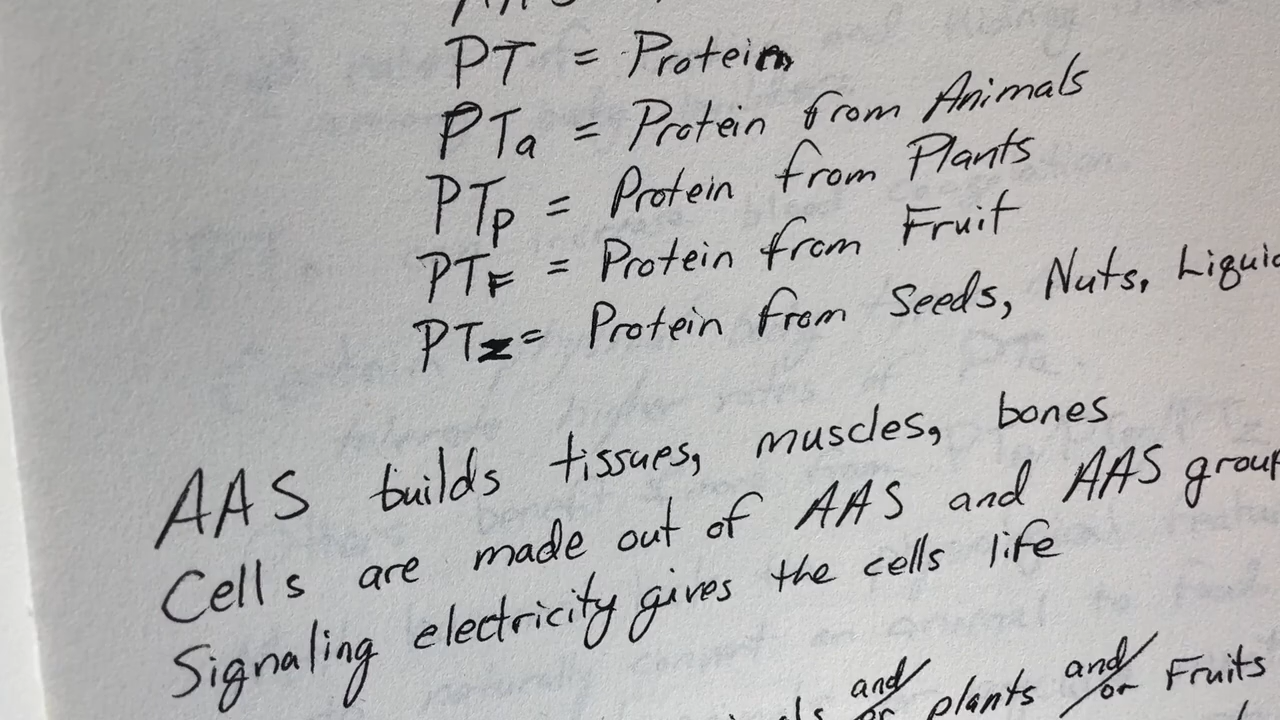 PT = Protein
PTa = Protein from Animals
PTp = Protein from Plants
PTF = Protein from Fruit
PTz = Protein from Seeds, Nuts,
AAS builds tissues, muscles, bones
Cells are made out of AAS and AAS
Signaling electricity gives the cells life
and/or plants and/or Fruits